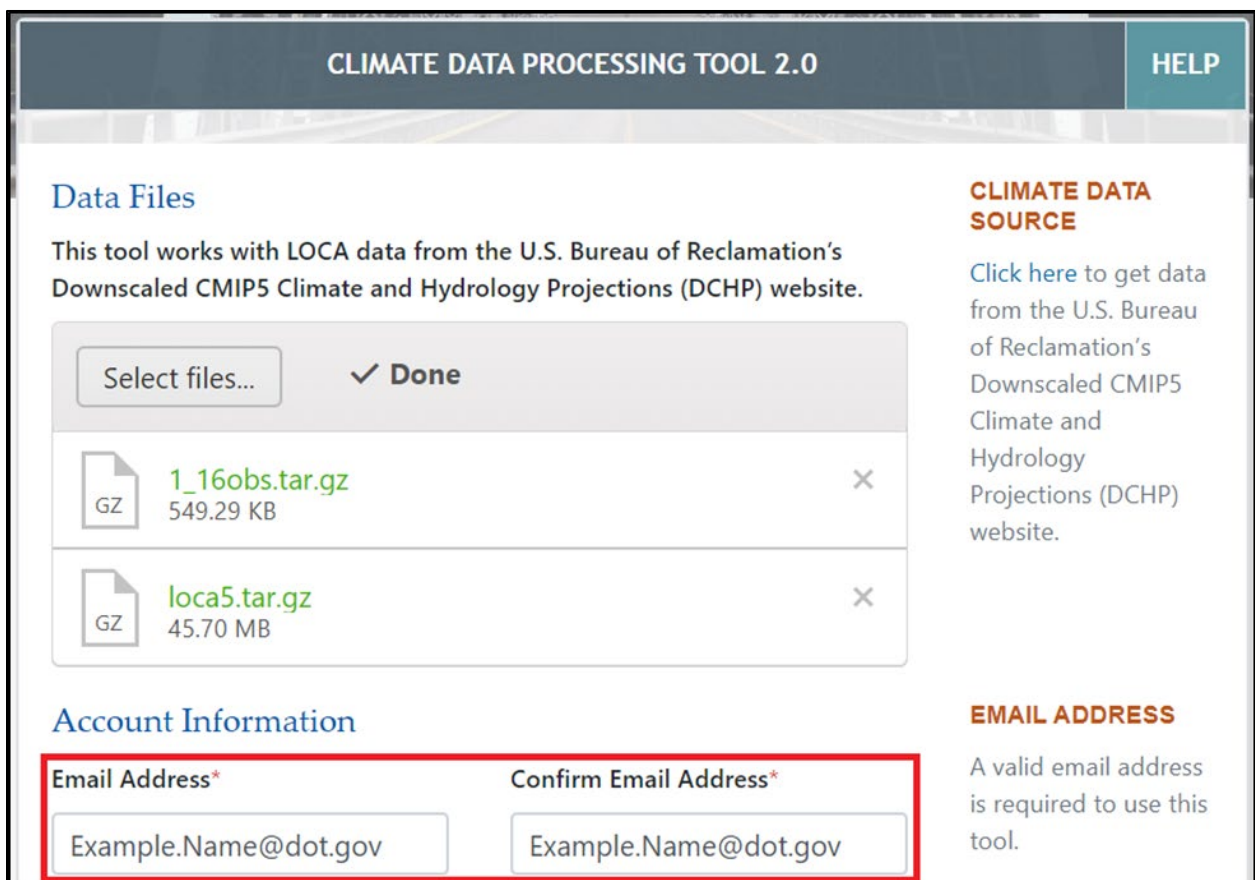 CLIMATE DATA PROCESSING TOOL 2.0
HELP
Data Files
This tool works with LOCA data from the U.S. Bureau of Reclamation’s
Downscaled CMIP5 Climate and Hydrology Projections (DCHP) website.
Select files...
✓ Done
GZ
1_16obs.tar.gz
549.29 KB
×
GZ
loca5.tar.gz
45.70 MB
×
CLIMATE DATA
SOURCE
Click here to get data
from the U.S. Bureau
of Reclamation’s
Downscaled CMIP5
Climate and
Hydrology
Projections (DCHP)
website.
Account Information
Email Address*
Confirm Email Address*
Example.Name@dot.gov
Example.Name@dot.gov
EMAIL ADDRESS
A valid email address
is required to use this
tool.